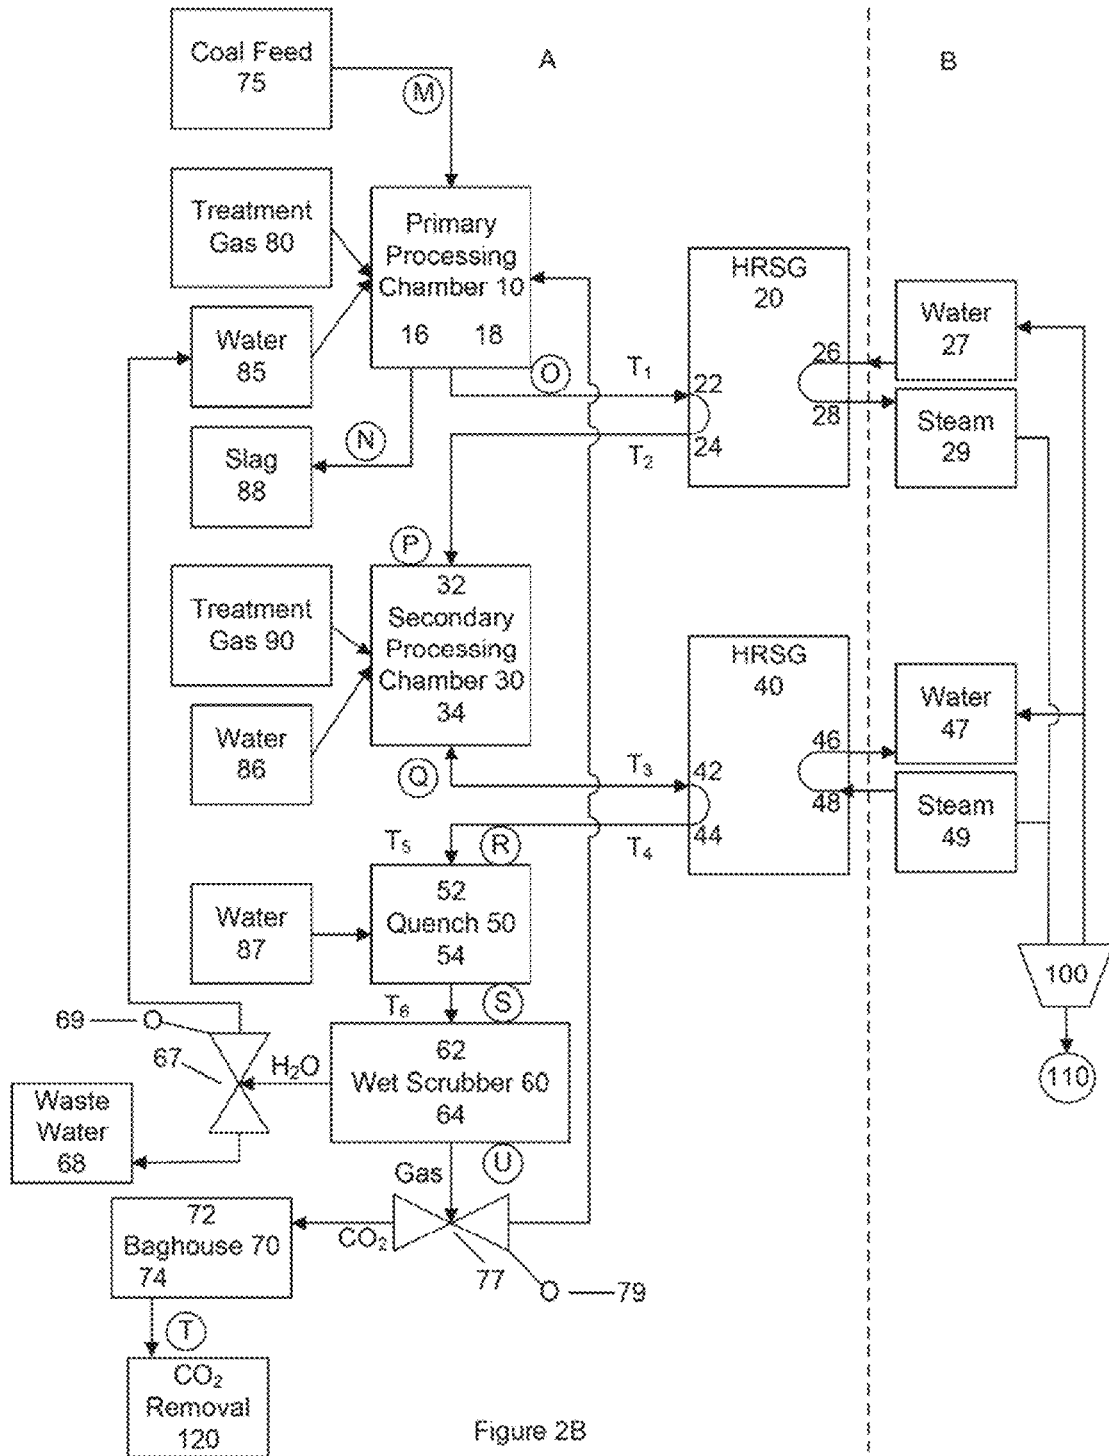 Coal Feed
75
A
B
M
Treatment
Gas 80
Primary
Processing
Chamber 10
16 18
HRSG
20
Water
27
Water
85
O
T1
22
26
28
24
T2
Steam
29
N
Slag
88
P
32
Secondary
Processing
Chamber 30
34
Treatment
Gas 90
HRSG
40
Water
47
Water
86
Q
T3
42
46
48
44
T4
Steam
49
T5
R
52
Quench 50
54
Water
87
100
T6
S
69
O
67
H2O
62
Wet Scrubber 60
64
110
Waste
Water
68
Gas
U
72
Baghouse 70
74
CO2
77
O
79
T
CO2
Removal
120
Figure 2B